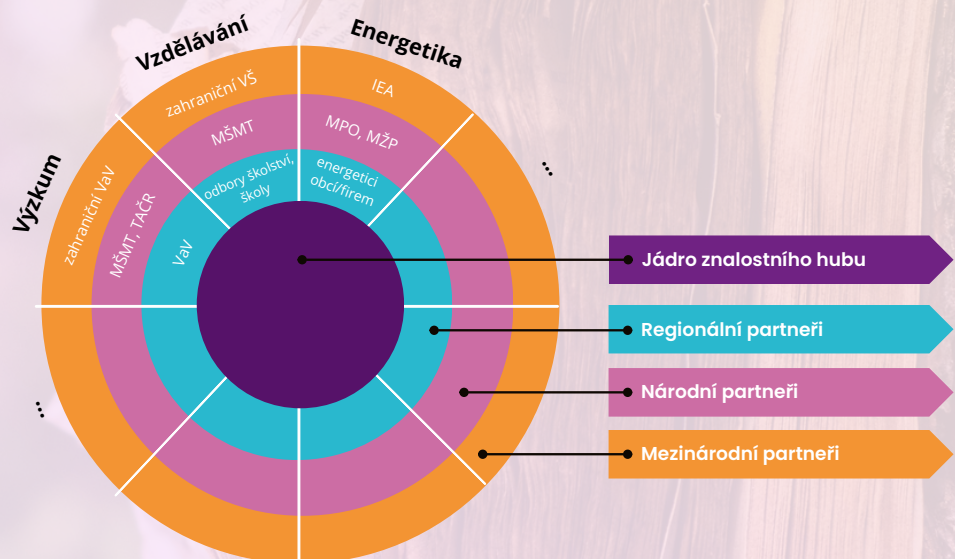 Vzdělávání
Energetika
Výzkum
zahraniční VŠ
IEA
MŠMT
MPO, MŽP
odbory školství,
školy
energetici
obcí/firem
zahraniční VaV
MŠMT, TAČR
VaV
...
...
Jádro znalostního hubu
Regionální partneři
Národní partneři
Mezinárodní partneři